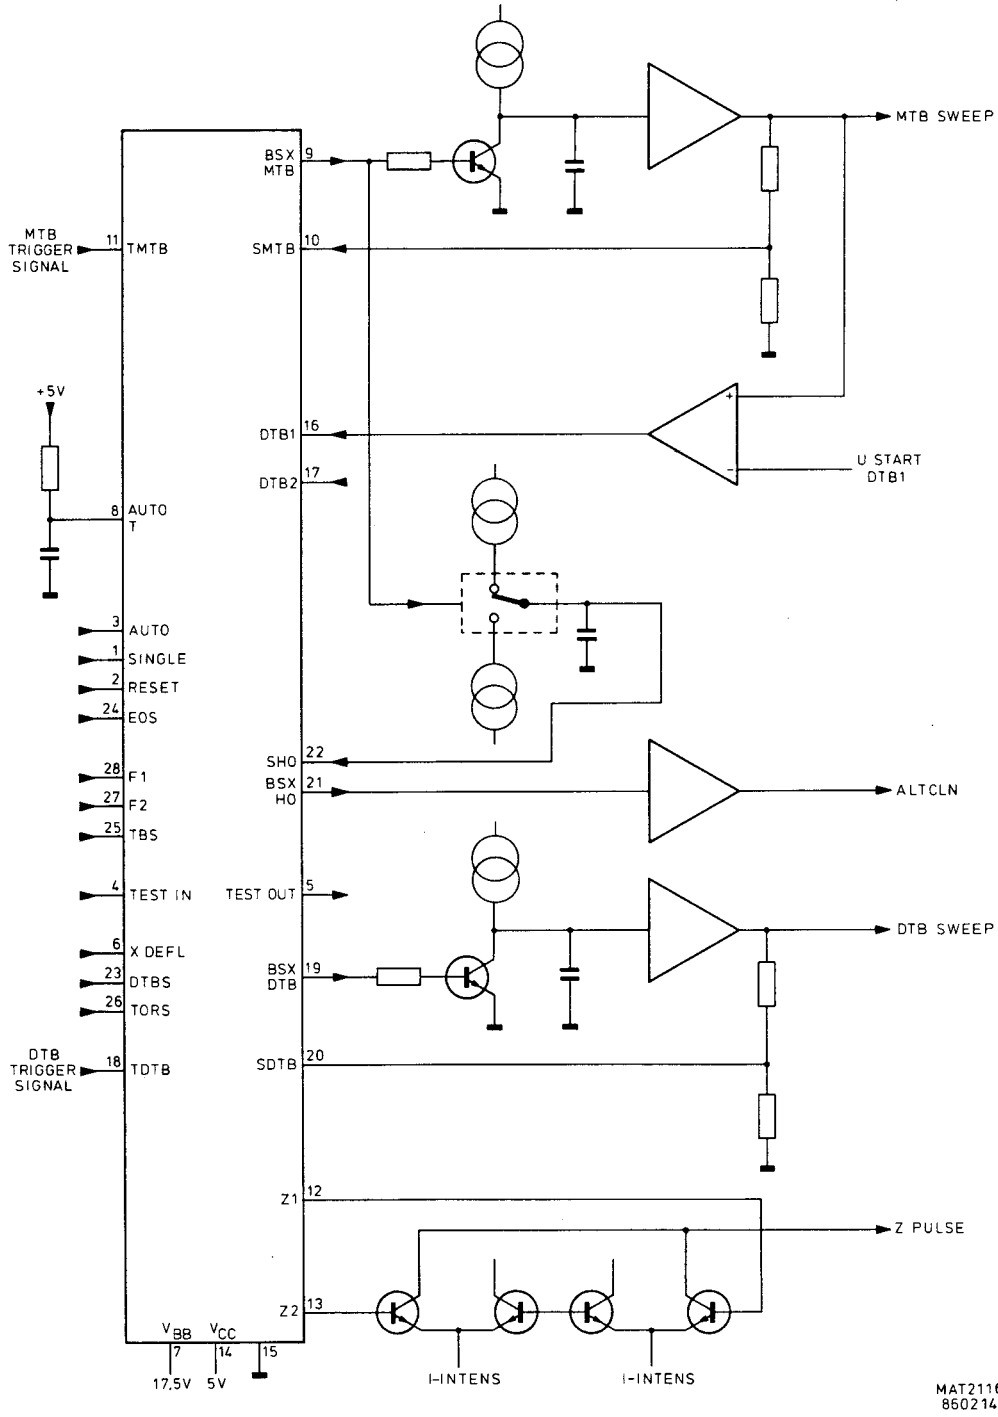 MTB SWEEP
BSX 9
MTB
MTB
TRIGGER
SIGNAL
11 TMTB
SMTB 10
+5V
DTB1 16
U START
DTB1
DTB2 17
8 AUTO
T
3 AUTO
1 SINGLE
2 RESET
24 EOS
SHO 22
28 F1
BSX 21
HO
ALTCLN
27 F2
25 TBS
4 TEST IN
TEST OUT 5
DTB SWEEP
6 X DEFL
BSX 19
DTB
23 DTBS
26 TORS
DTB
TRIGGER
SIGNAL
18 TDTB
SDTB 20
Z1 12
Z PULSE
Z2 13
VBB VCC
7 14 15
17,5V 5V
I-INTENS I-INTENS
+
−
MAT2116
860214